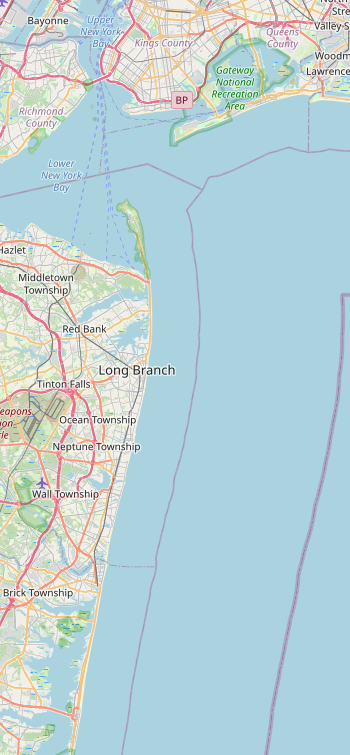 Bayonne
Upper
New York
Bay
Kings County
Queens
County
North
Stre
Valley S
Woodm
Lawrence
Gateway
National
Recreation
Area
BP
Richmond
County
Lower
New York
Bay
Hazlet
Middletown
Township
Red Bank
Long Branch
Tinton Falls
eapons
on
rle
Ocean Township
Neptune Township
Wall Township
Brick Township